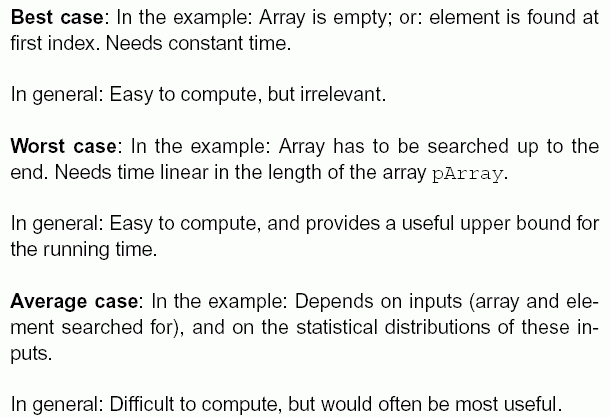 Best case: In the example: Array is empty; or: element is found at
first index. Needs constant time.
In general: Easy to compute, but irrelevant.
Worst case: In the example: Array has to be searched up to the
end. Needs time linear in the length of the array pArray.
In general: Easy to compute, and provides a useful upper bound for
the running time.
Average case: In the example: Depends on inputs (array and ele-
ment searched for), and on the statistical distributions of these in-
puts.
In general: Difficult to compute, but would often be most useful.